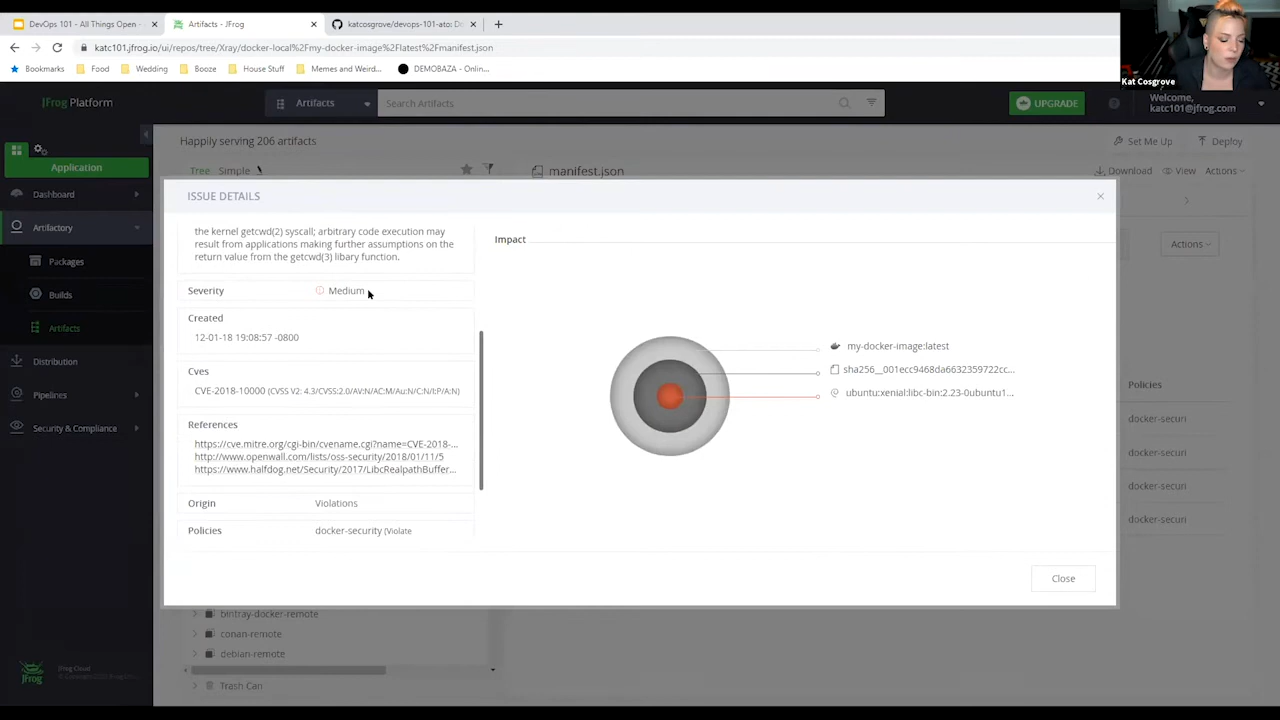 DevOps 101 - All Things Open -
Artifacts - JFrog
katcosgrove/devops-101-ato: De
katc101.jfrog.io/ui/repos/tree/Xray/docker-local%2Fmy-docker-image%2Flatest%2Fmanifest.json
Bookmarks
Food
Wedding
Booze
House Stuff
Memes and Weird...
DEMOBAZA - Onlin...
Kat Cosgrove
JFrog Platform
Artifacts
Search Artifacts
UPGRADE
Welcome,
katc101@jfrog.com
Happily serving 206 artifacts
Set Me Up
Deploy
Application
Tree
Simple
manifest.json
Download
View
Actions
Dashboard
Artifactory
Packages
Builds
Artifacts
Distribution
Pipelines
Security & Compliance
ISSUE DETAILS
the kernel getcwd(2) syscall; arbitrary code execution may
result from applications making further assumptions on the
return value from the getcwd(3) libary function.
Severity
Medium
Created
12-01-18 19:08:57 -0800
Cves
CVE-2018-10000 (CVSS V2: 4.3/CVSS:2.0/AV:N/AC:M/Au:N/C:N/I:P/A:N)
References
https://cve.mitre.org/cgi-bin/cvename.cgi?name=CVE-2018-...
http://www.openwall.com/lists/oss-security/2018/01/11/5
https://www.halfdog.net/Security/2017/LibcRealpathBuffer...
Origin
Violations
Policies
docker-security (Violate
Impact
my-docker-image:latest
sha256__001ecc9468da6632359722cc...
ubuntu:xenial:libc-bin:2.23-0ubuntu1...
Close
Actions
Policies
docker-securi
docker-securi
docker-securi
docker-securi
bintray-docker-remote
conan-remote
debian-remote
Trash Can
JFrog
JFrog Cloud